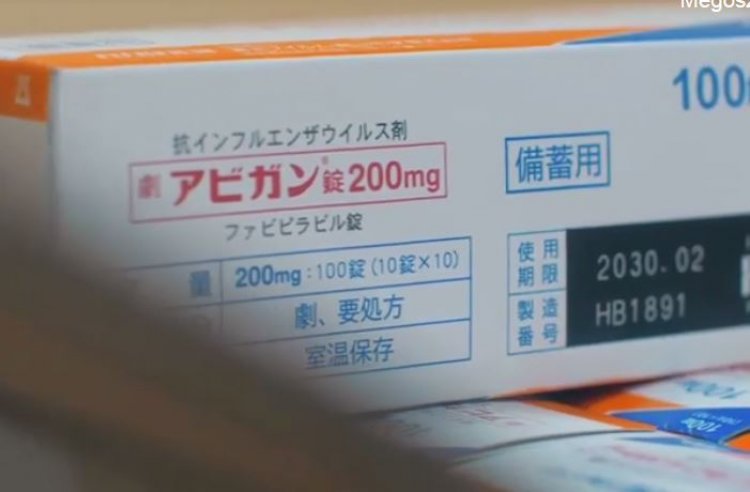 Megosz
100
抗インフルエンザウイルス剤
劇 アビガン®錠200mg
備蓄用
ファビピラビル錠
量 200mg:100錠(10錠×10)
劇、要処方
室温保存
使用期限 2030.02
製造番号 HB1891
100